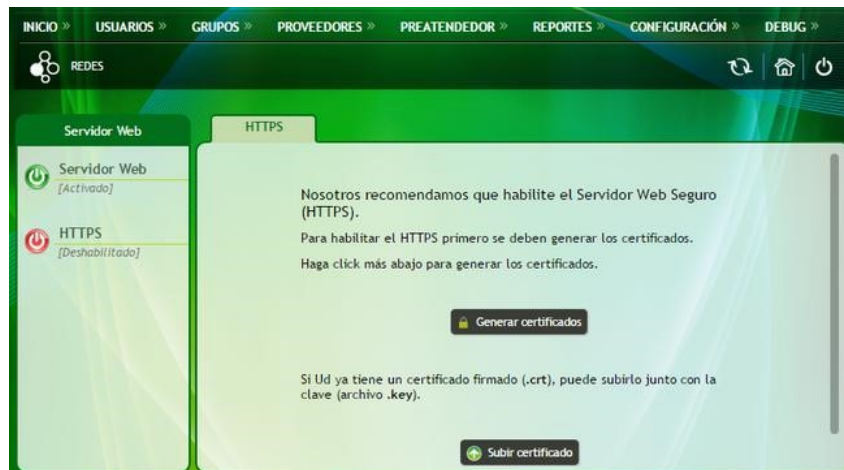 INICIO » USUARIOS » GRUPOS » PROVEEDORES » PREATENDEDOR » REPORTES » CONFIGURACIÓN » DEBUG »
REDES
Servidor Web
HTTPS
Servidor Web
[Activado]
HTTPS
[Deshabilitado]
Nosotros recomendamos que habilite el Servidor Web Seguro
(HTTPS).
Para habilitar el HTTPS primero se deben generar los certificados.
Haga click más abajo para generar los certificados.
Generar certificados
Si Ud ya tiene un certificado firmado (.crt), puede subirlo junto con la
clave (archivo .key).
Subir certificado